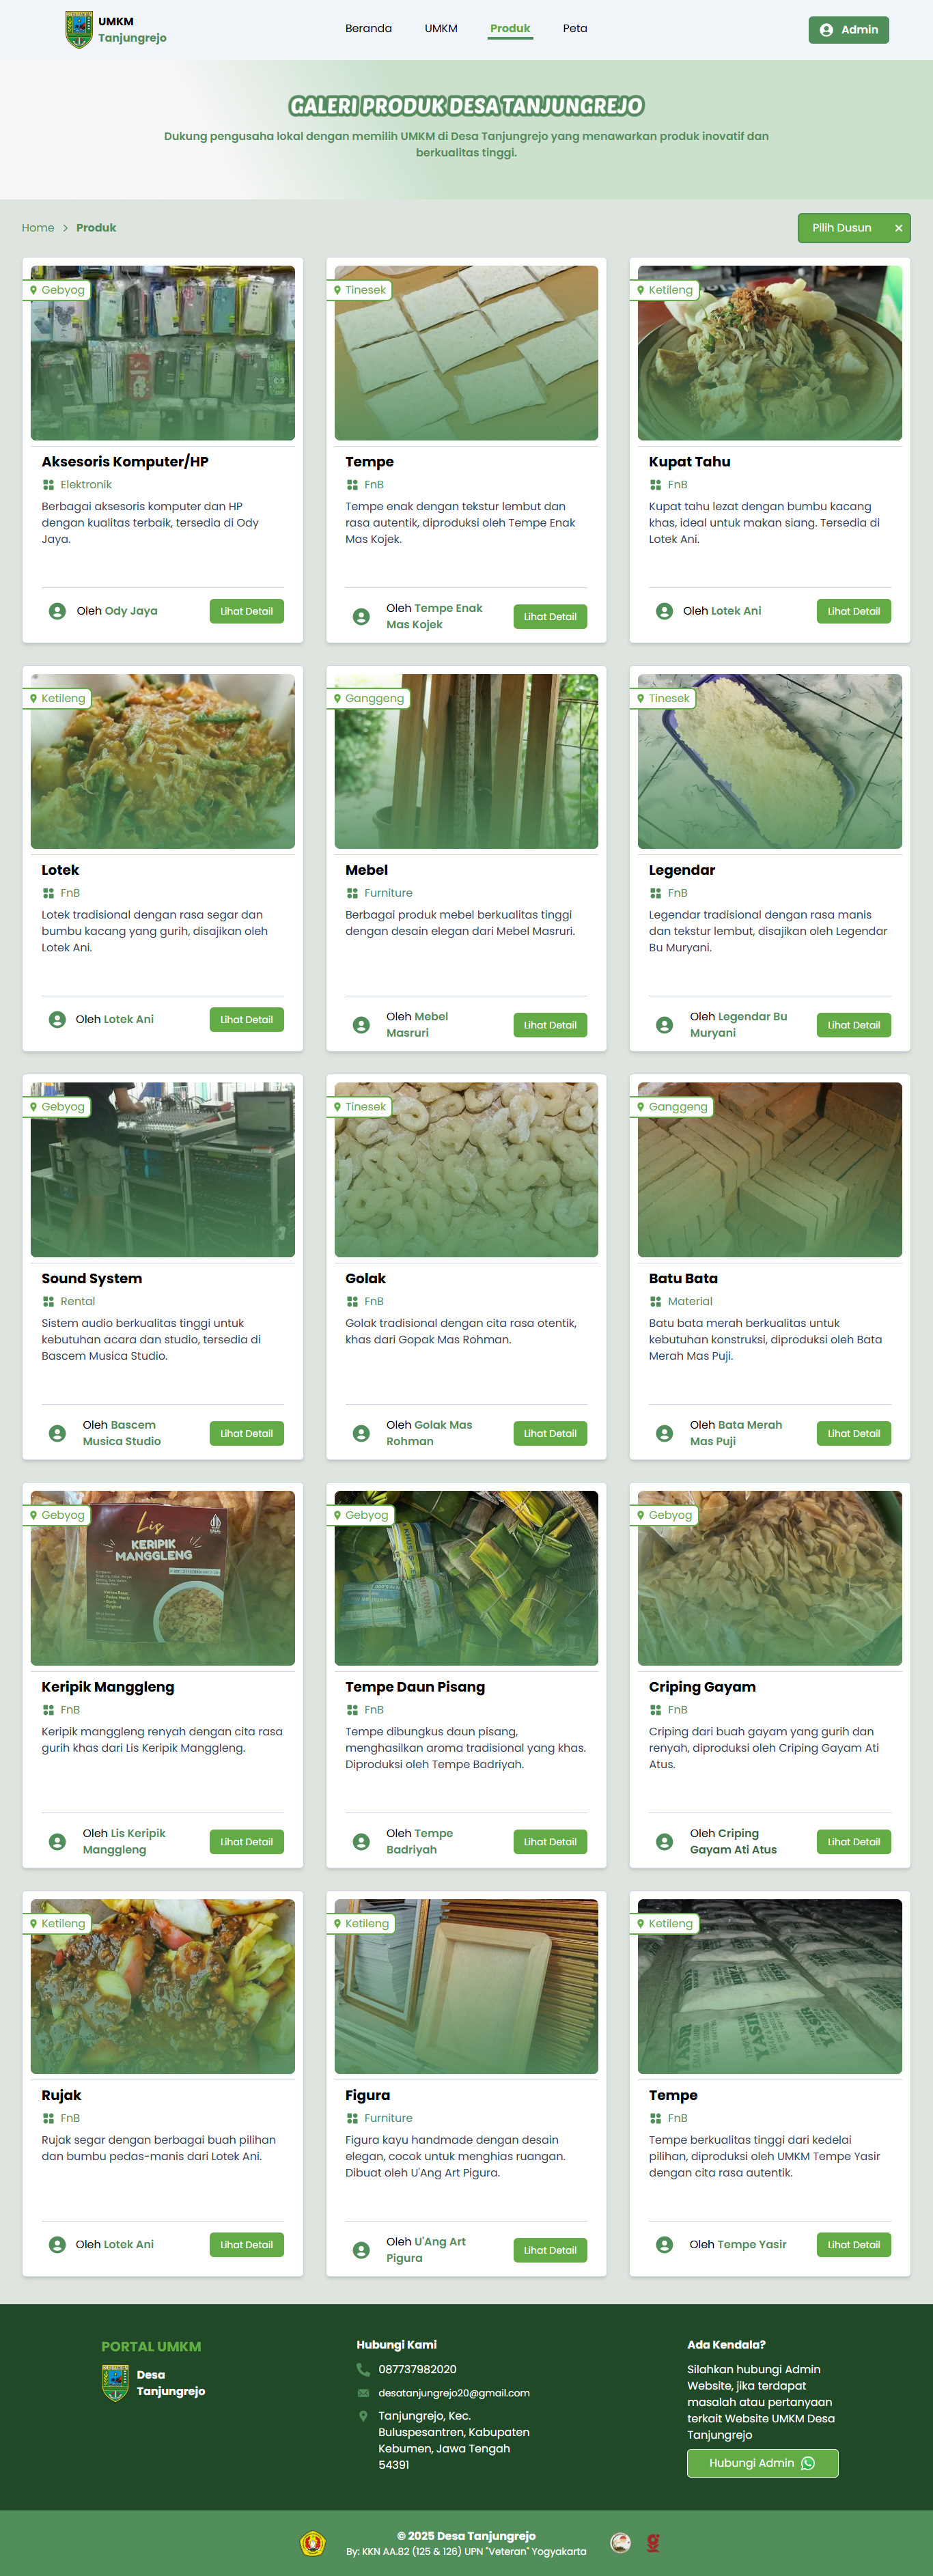 UMKM
Tanjungrejo
Beranda
UMKM
Produk
Peta
Admin
GALERI PRODUK DESA TANJUNGREJO
Dukung pengusaha lokal dengan memilih UMKM di Desa Tanjungrejo yang menawarkan produk inovatif dan
berkualitas tinggi.
Home
Produk
Pilih Dusun
Gebyog
Aksesoris Komputer/HP
Elektronik
Berbagai aksesoris komputer dan HP
dengan kualitas terbaik, tersedia di Ody
Jaya.
Oleh Ody Jaya
Lihat Detail
Tinesek
Tempe
FnB
Tempe enak dengan tekstur lembut dan
rasa autentik, diproduksi oleh Tempe Enak
Mas Kojek.
Oleh Tempe Enak
Mas Kojek
Lihat Detail
Ketileng
Kupat Tahu
FnB
Kupat tahu lezat dengan bumbu kacang
khas, ideal untuk makan siang. Tersedia di
Lotek Ani.
Oleh Lotek Ani
Lihat Detail
Ketileng
Lotek
FnB
Lotek tradisional dengan rasa segar dan
bumbu kacang yang gurih, disajikan oleh
Lotek Ani.
Oleh Lotek Ani
Lihat Detail
Ganggeng
Mebel
Furniture
Berbagai produk mebel berkualitas tinggi
dengan desain elegan dari Mebel Masruri.
Oleh Mebel
Masruri
Lihat Detail
Tinesek
Legendar
FnB
Legendar tradisional dengan rasa manis
dan tekstur lembut, disajikan oleh Legendar
Bu Muryani.
Oleh Legendar Bu
Muryani
Lihat Detail
Gebyog
Sound System
Rental
Sistem audio berkualitas tinggi untuk
kebutuhan acara dan studio, tersedia di
Bascem Musica Studio.
Oleh Bascem
Musica Studio
Lihat Detail
Tinesek
Golak
FnB
Golak tradisional dengan cita rasa otentik,
khas dari Gopak Mas Rohman.
Oleh Golak Mas
Rohman
Lihat Detail
Ganggeng
Batu Bata
Material
Batu bata merah berkualitas untuk
kebutuhan konstruksi, diproduksi oleh Bata
Merah Mas Puji.
Oleh Bata Merah
Mas Puji
Lihat Detail
Gebyog
Lis
KERIPIK
MANGGLENG
Keripik Manggleng
FnB
Keripik manggleng renyah dengan cita rasa
gurih khas dari Lis Keripik Manggleng.
Oleh Lis Keripik
Manggleng
Lihat Detail
Gebyog
Tempe Daun Pisang
FnB
Tempe dibungkus daun pisang,
menghasilkan aroma tradisional yang khas.
Diproduksi oleh Tempe Badriyah.
Oleh Tempe
Badriyah
Lihat Detail
Gebyog
Criping Gayam
FnB
Criping dari buah gayam yang gurih dan
renyah, diproduksi oleh Criping Gayam Ati
Atus.
Oleh Criping
Gayam Ati Atus
Lihat Detail
Ketileng
Rujak
FnB
Rujak segar dengan berbagai buah pilihan
dan bumbu pedas-manis dari Lotek Ani.
Oleh Lotek Ani
Lihat Detail
Ketileng
Figura
Furniture
Figura kayu handmade dengan desain
elegan, cocok untuk menghias ruangan.
Dibuat oleh U'Ang Art Pigura.
Oleh U'Ang Art
Pigura
Lihat Detail
Ketileng
Tempe
FnB
Tempe berkualitas tinggi dari kedelai
pilihan, diproduksi oleh UMKM Tempe Yasir
dengan cita rasa autentik.
Oleh Tempe Yasir
Lihat Detail
PORTAL UMKM
Desa
Tanjungrejo
Hubungi Kami
087737982020
desatanjungrejo20@gmail.com
Tanjungrejo, Kec.
Buluspesantren, Kabupaten
Kebumen, Jawa Tengah
54391
Ada Kendala?
Silahkan hubungi Admin
Website, jika terdapat
masalah atau pertanyaan
terkait Website UMKM Desa
Tanjungrejo
Hubungi Admin
© 2025 Desa Tanjungrejo
By: KKN AA.82 (125 & 126) UPN "Veteran" Yogyakarta